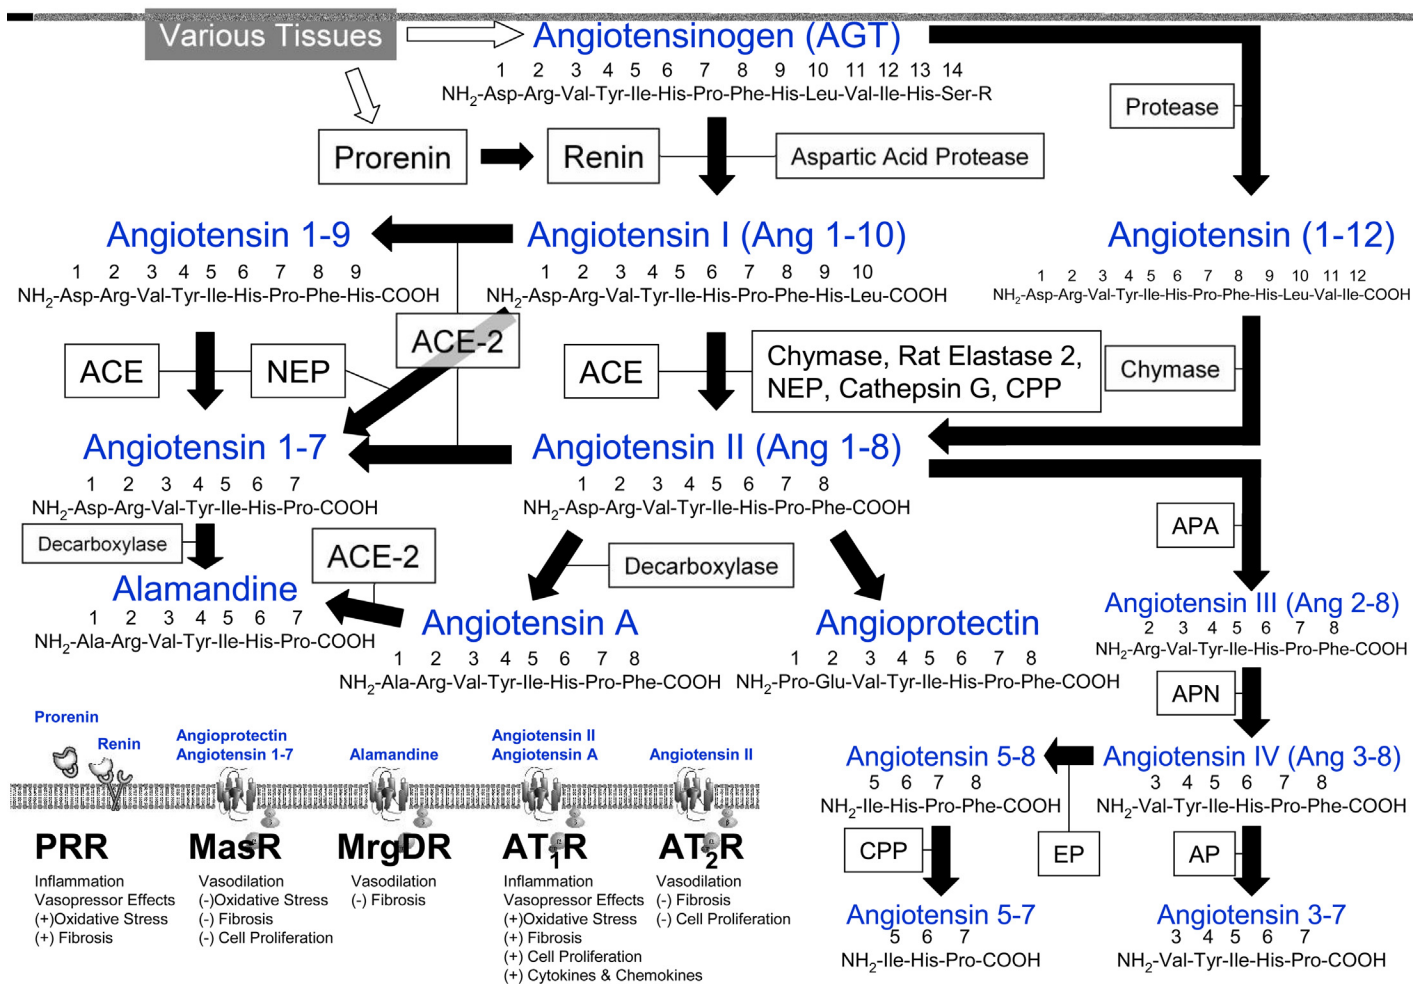 Various Tissues
Angiotensinogen (AGT)
1 2 3 4 5 6 7 8 9 10 11 12 13 14
NH2-Asp-Arg-Val-Tyr-Ile-His-Pro-Phe-His-Leu-Val-Ile-His-Ser-R
Protease
Prorenin
Renin
Aspartic Acid Protease
Angiotensin 1-9
1 2 3 4 5 6 7 8 9
NH2-Asp-Arg-Val-Tyr-Ile-His-Pro-Phe-His-COOH
Angiotensin I (Ang 1-10)
1 2 3 4 5 6 7 8 9 10
NH2-Asp-Arg-Val-Tyr-Ile-His-Pro-Phe-His-Leu-COOH
Angiotensin (1-12)
1 2 3 4 5 6 7 8 9 10 11 12
NH2-Asp-Arg-Val-Tyr-Ile-His-Pro-Phe-His-Leu-Val-Ile-COOH
ACE
NEP
ACE-2
ACE
Chymase, Rat Elastase 2,
NEP, Cathepsin G, CPP
Chymase
Angiotensin 1-7
1 2 3 4 5 6 7
NH2-Asp-Arg-Val-Tyr-Ile-His-Pro-COOH
Angiotensin II (Ang 1-8)
1 2 3 4 5 6 7 8
NH2-Asp-Arg-Val-Tyr-Ile-His-Pro-Phe-COOH
APA
Decarboxylase
ACE-2
Decarboxylase
Alamandine
1 2 3 4 5 6 7
NH2-Ala-Arg-Val-Tyr-Ile-His-Pro-COOH
Angiotensin A
1 2 3 4 5 6 7 8
NH2-Ala-Arg-Val-Tyr-Ile-His-Pro-Phe-COOH
Angioprotectin
1 2 3 4 5 6 7 8
NH2-Pro-Glu-Val-Tyr-Ile-His-Pro-Phe-COOH
Angiotensin III (Ang 2-8)
2 3 4 5 6 7 8
NH2-Arg-Val-Tyr-Ile-His-Pro-Phe-COOH
APN
Angiotensin 5-8
5 6 7 8
NH2-Ile-His-Pro-Phe-COOH
Angiotensin IV (Ang 3-8)
3 4 5 6 7 8
NH2-Val-Tyr-Ile-His-Pro-Phe-COOH
CPP
EP
AP
Angiotensin 5-7
5 6 7
NH2-Ile-His-Pro-COOH
Angiotensin 3-7
3 4 5 6 7
NH2-Val-Tyr-Ile-His-Pro-COOH
Prorenin
Renin
PRR
Inflammation
Vasopressor Effects
(+)Oxidative Stress
(+) Fibrosis
Angioprotectin
Angiotensin 1-7
MasR
Vasodilation
(-)Oxidative Stress
(-) Fibrosis
(-) Cell Proliferation
Alamandine
MrgDR
Vasodilation
(-) Fibrosis
Angiotensin II
Angiotensin A
AT1R
Inflammation
Vasopressor Effects
(+)Oxidative Stress
(+) Fibrosis
(+) Cell Proliferation
(+) Cytokines & Chemokines
Angiotensin II
AT2R
Vasodilation
(-) Fibrosis
(-) Cell Proliferation